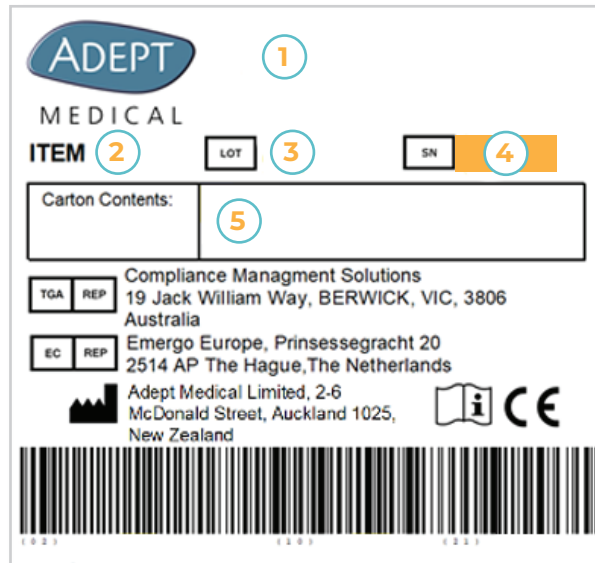 ADEPT
MEDICAL
1
ITEM 2 LOT 3 SN 4
Carton Contents:
5
TGA REP
Compliance Managment Solutions
19 Jack William Way, BERWICK, VIC, 3806
Australia
EC REP
Emergo Europe, Prinsessegracht 20
2514 AP The Hague,The Netherlands
Adept Medical Limited, 2-6
McDonald Street, Auckland 1025,
New Zealand
i CE
(02) (10) (21)